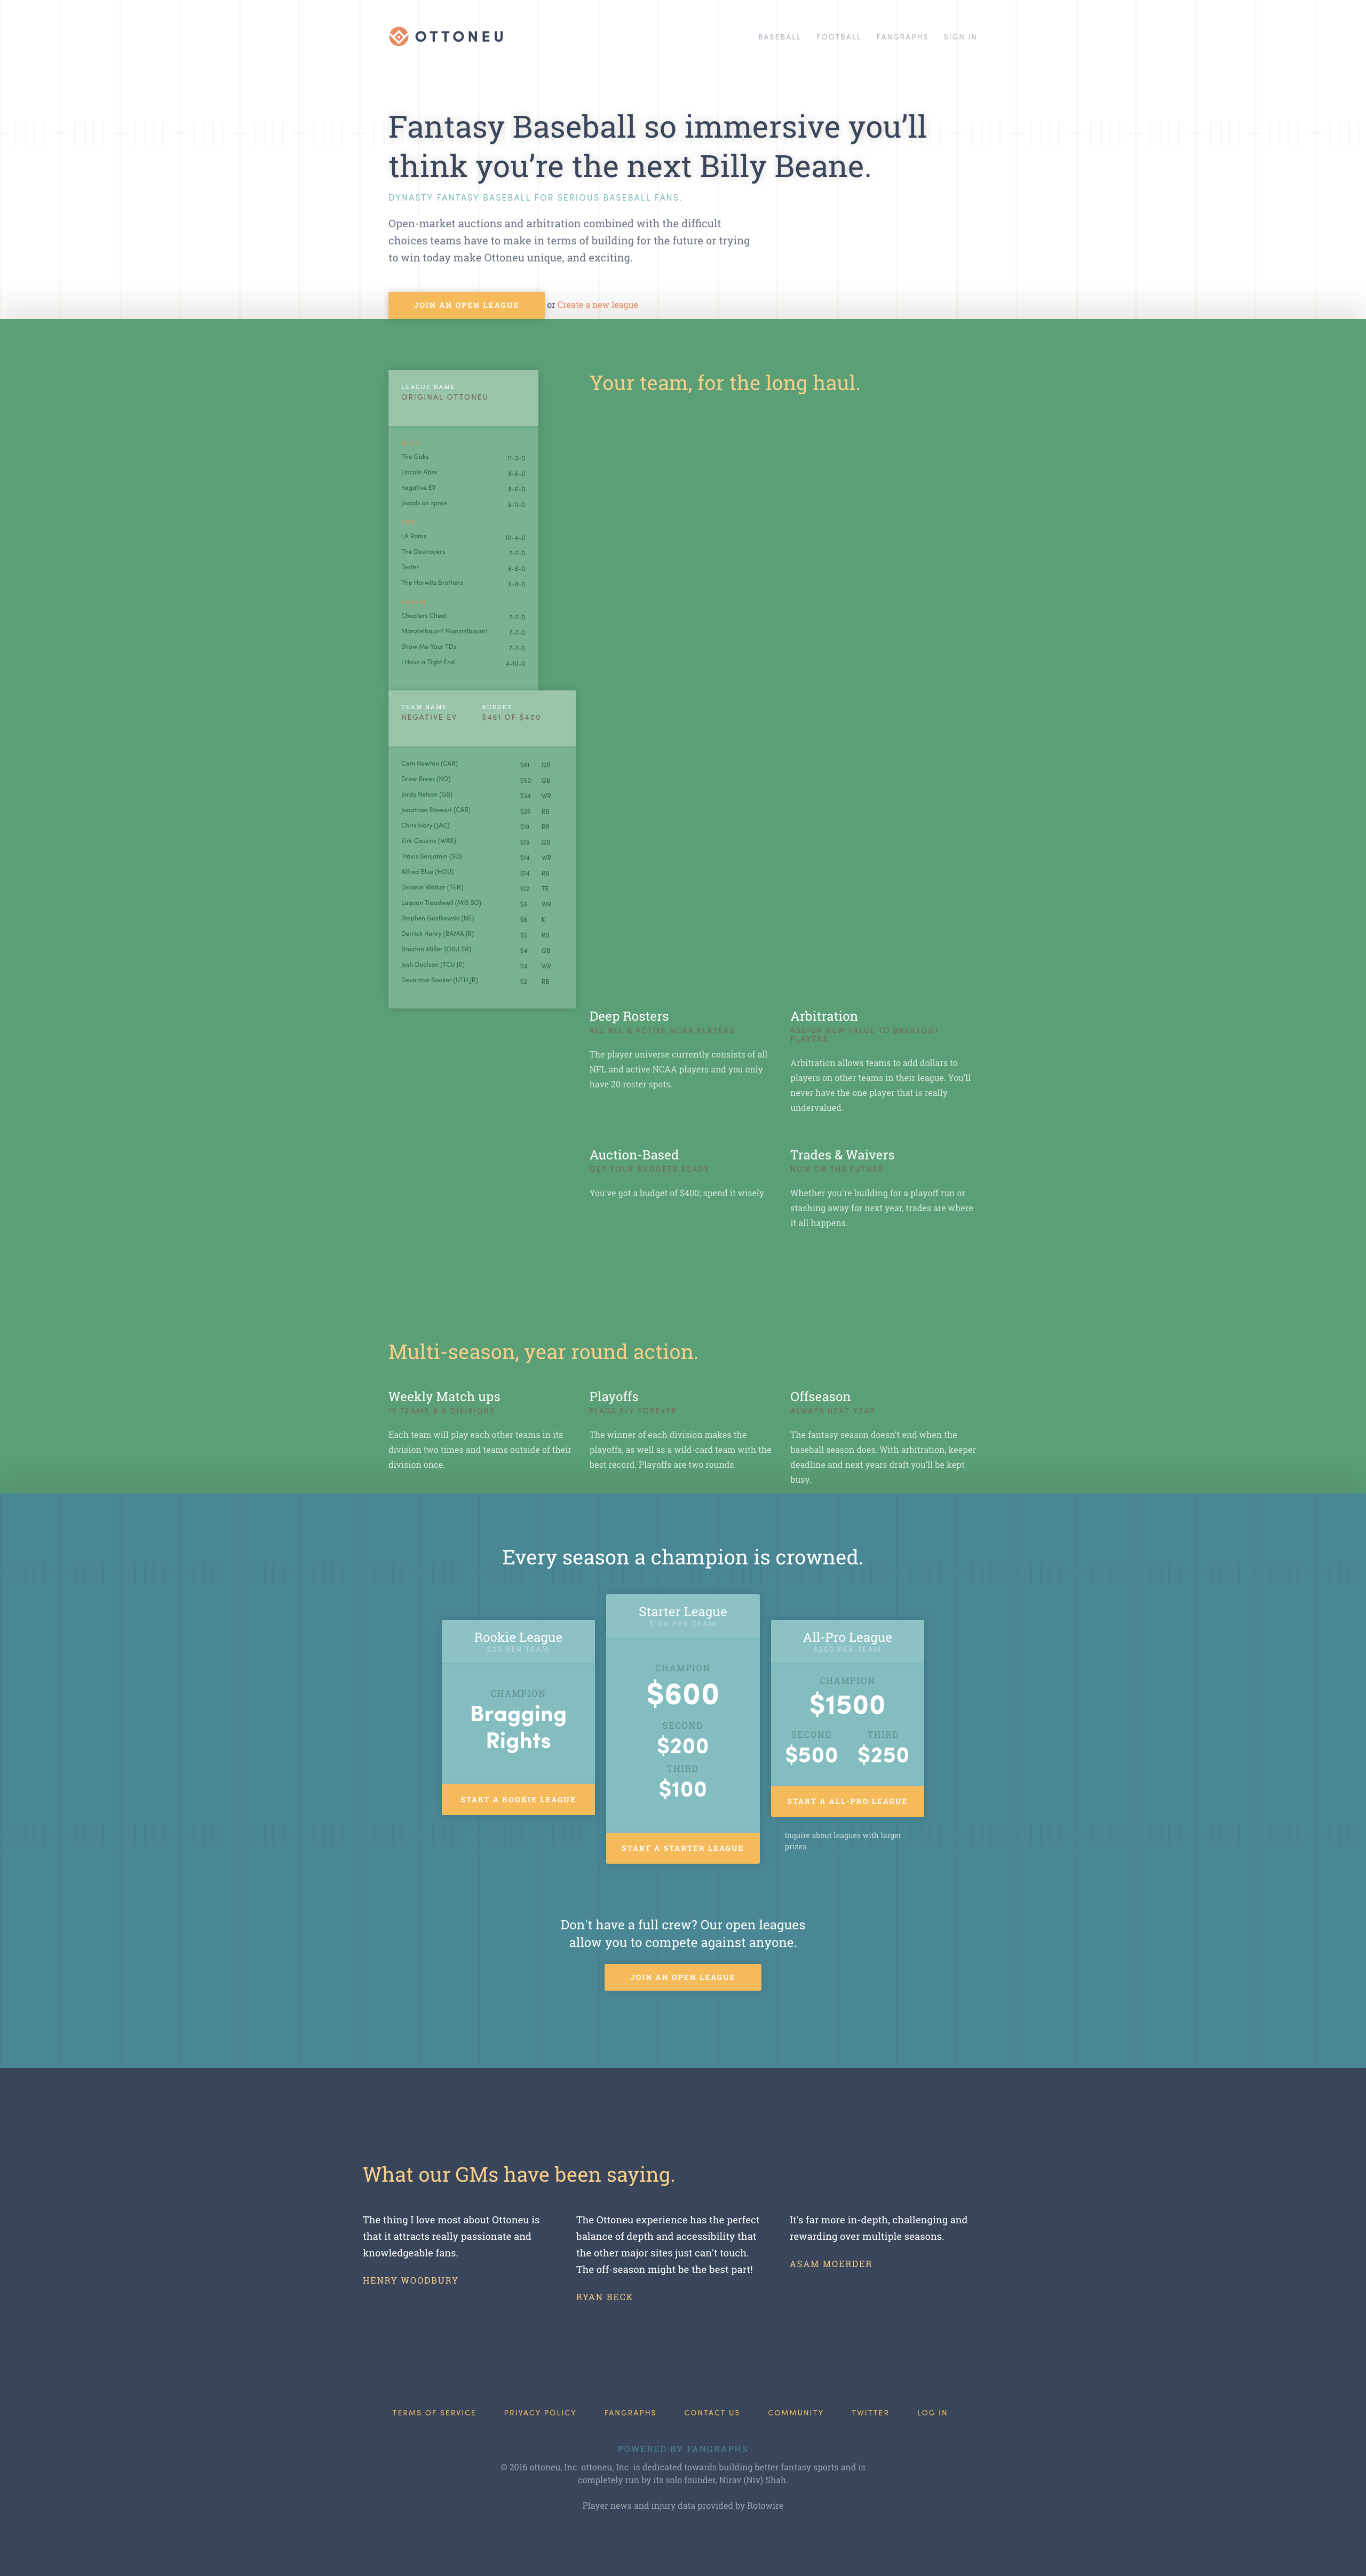 OTTONEU
BASEBALL FOOTBALL FANGRAPHS SIGN IN
Fantasy Baseball so immersive you’ll
think you’re the next Billy Beane.
DYNASTY FANTASY BASEBALL FOR SERIOUS BASEBALL FANS.
Open-market auctions and arbitration combined with the difficult
choices teams have to make in terms of building for the future or trying
to win today make Ottoneu unique, and exciting.
JOIN AN OPEN LEAGUE or Create a new league
LEAGUE NAME
ORIGINAL OTTONEU
The Gaks 11-3-0
Lincoln Abes 8-6-0
negative EV 8-6-0
jindals on spree 3-11-0
LA Rams 10-4-0
The Destroyers 7-7-0
Tester 6-8-0
The Horwitz Brothers 6-8-0
Cheaters Cheat 7-7-0
Manzielbaum! Manzielbaum! 7-7-0
Show Me Your TDs 7-7-0
I Have a Tight End 4-10-0
TEAM NAME BUDGET
NEGATIVE EV $461 OF $400
Cam Newton (CAR) $81 QB
Drew Brees (NO) $50 QB
Jordy Nelson (GB) $34 WR
Jonathan Stewart (CAR) $26 RB
Chris Ivory (JAC) $19 RB
Kirk Cousins (WAS) $18 QB
Travis Benjamin (SD) $14 WR
Alfred Blue (HOU) $14 RB
Delanie Walker (TEN) $12 TE
Laquon Treadwell (MIS SO) $6 WR
Stephen Gostkowski (NE) $6 K
Derrick Henry (BAMA JR) $5 RB
Braxton Miller (OSU SR) $4 QB
Josh Doctson (TCU JR) $4 WR
Devontae Booker (UTH JR) $2 RB
Your team, for the long haul.
Deep Rosters
ALL NFL & ACTIVE NCAA PLAYERS
The player universe currently consists of all
NFL and active NCAA players and you only
have 20 roster spots.
Arbitration
ASSIGN NEW VALUE TO BREAKOUT
PLAYERS
Arbitration allows teams to add dollars to
players on other teams in their league. You'll
never have the one player that is really
undervalued.
Auction-Based
GET YOUR BUDGETS READY
You've got a budget of $400; spend it wisely.
Trades & Waivers
NOW OR THE FUTURE
Whether you're building for a playoff run or
stashing away for next year, trades are where
it all happens.
Multi-season, year round action.
Weekly Match ups
12 TEAMS & 3 DIVISIONS
Each team will play each other teams in its
division two times and teams outside of their
division once.
Playoffs
FLAGS FLY FOREVER
The winner of each division makes the
playoffs, as well as a wild-card team with the
best record. Playoffs are two rounds.
Offseason
ALWAYS NEXT YEAR
The fantasy season doesn't end when the
baseball season does. With arbitration, keeper
deadline and next years draft you'll be kept
busy.
Every season a champion is crowned.
Rookie League
$20 PER TEAM
CHAMPION
Bragging
Rights
START A ROOKIE LEAGUE
Starter League
$100 PER TEAM
CHAMPION
$600
SECOND
$200
THIRD
$100
START A STARTER LEAGUE
All-Pro League
$250 PER TEAM
CHAMPION
$1500
SECOND THIRD
$500 $250
START A ALL-PRO LEAGUE
Inquire about leagues with larger
prizes.
Don't have a full crew? Our open leagues
allow you to compete against anyone.
JOIN AN OPEN LEAGUE
What our GMs have been saying.
The thing I love most about Ottoneu is
that it attracts really passionate and
knowledgeable fans.
HENRY WOODBURY
The Ottoneu experience has the perfect
balance of depth and accessibility that
the other major sites just can't touch.
The off-season might be the best part!
RYAN BECK
It's far more in-depth, challenging and
rewarding over multiple seasons.
ASAM MOERDER
TERMS OF SERVICE PRIVACY POLICY FANGRAPHS CONTACT US COMMUNITY TWITTER LOG IN
POWERED BY FANGRAPHS
© 2016 ottoneu, Inc. ottoneu, Inc. is dedicated towards building better fantasy sports and is
completely run by its solo founder, Nirav (Niv) Shah.
Player news and injury data provided by Rotowire